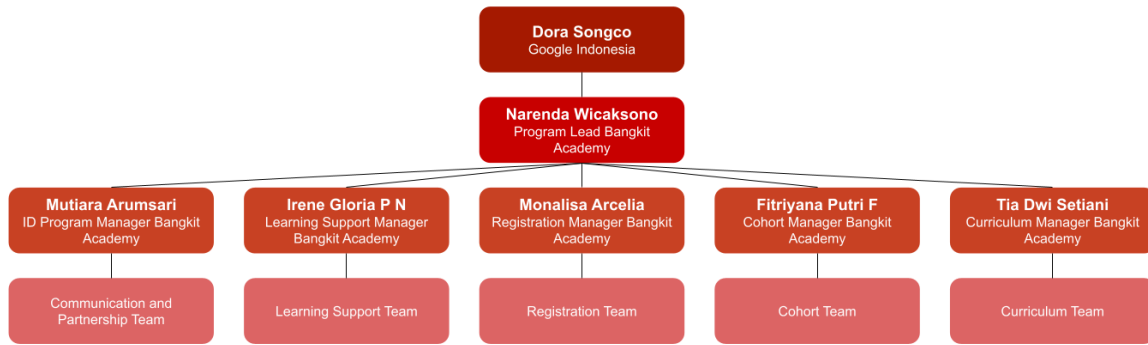 Dora Songco
Google Indonesia
Narenda Wicaksono
Program Lead Bangkit
Academy
Mutiara Arumsari
ID Program Manager Bangkit
Academy
Irene Gloria P N
Learning Support Manager
Bangkit Academy
Monalisa Arcelia
Registration Manager Bangkit
Academy
Fitriyana Putri F
Cohort Manager Bangkit
Academy
Tia Dwi Setiani
Curriculum Manager Bangkit
Academy
Communication and
Partnership Team
Learning Support Team
Registration Team
Cohort Team
Curriculum Team